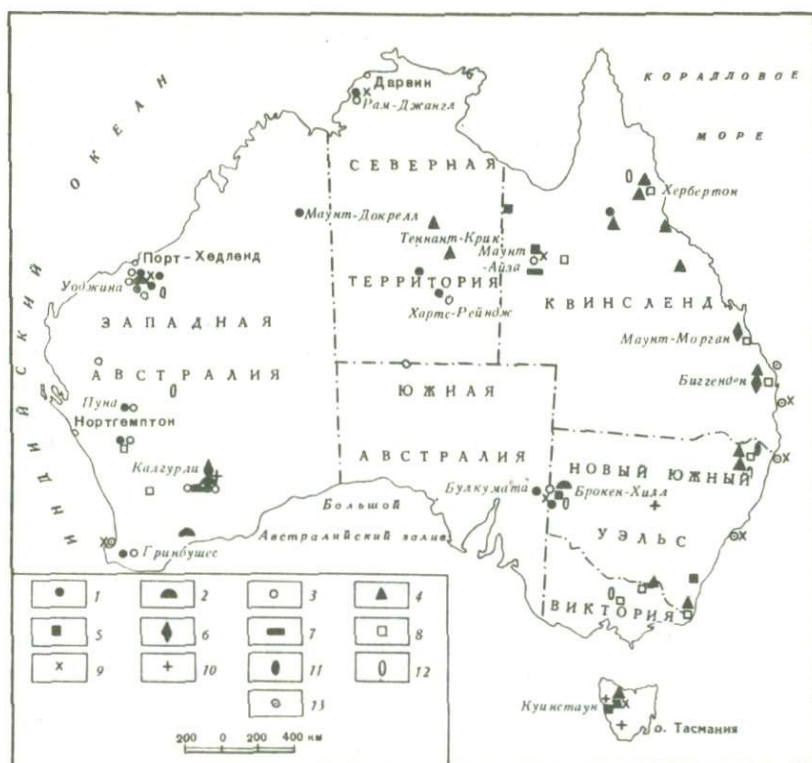 КОРАЛЛОВОЕ
МОРЕ
ИНДИЙСКИЙ ОКЕАН
Дарвин
Рам-Джангл
СЕВЕРНАЯ
ТЕРРИТОРИЯ
Маунт-Докрелл
Теннант-Крик
Хартс-Рейндж
Хербертон
Маунт
-Айза
КВИНСЛЕНД
Порт-Хедленд
Уоджина
ЗАПАДНАЯ
АВСТРАЛИЯ
Маунт-Морган
Биггенден
Пуна
Нортгемптон
Калгурли
ЮЖНАЯ
АВСТРАЛИЯ
НОВЫЙ ЮЖНЫЙ
УЭЛЬС
Булкумата
Брокен-Хилл
Большой
Австралийский залив
Гринбушес
ВИКТОРИЯ
1 2 3 4
5 6 7 8
9 10 11 12
13
200 0 200 400 км
Куинстаун
о. Тасмания